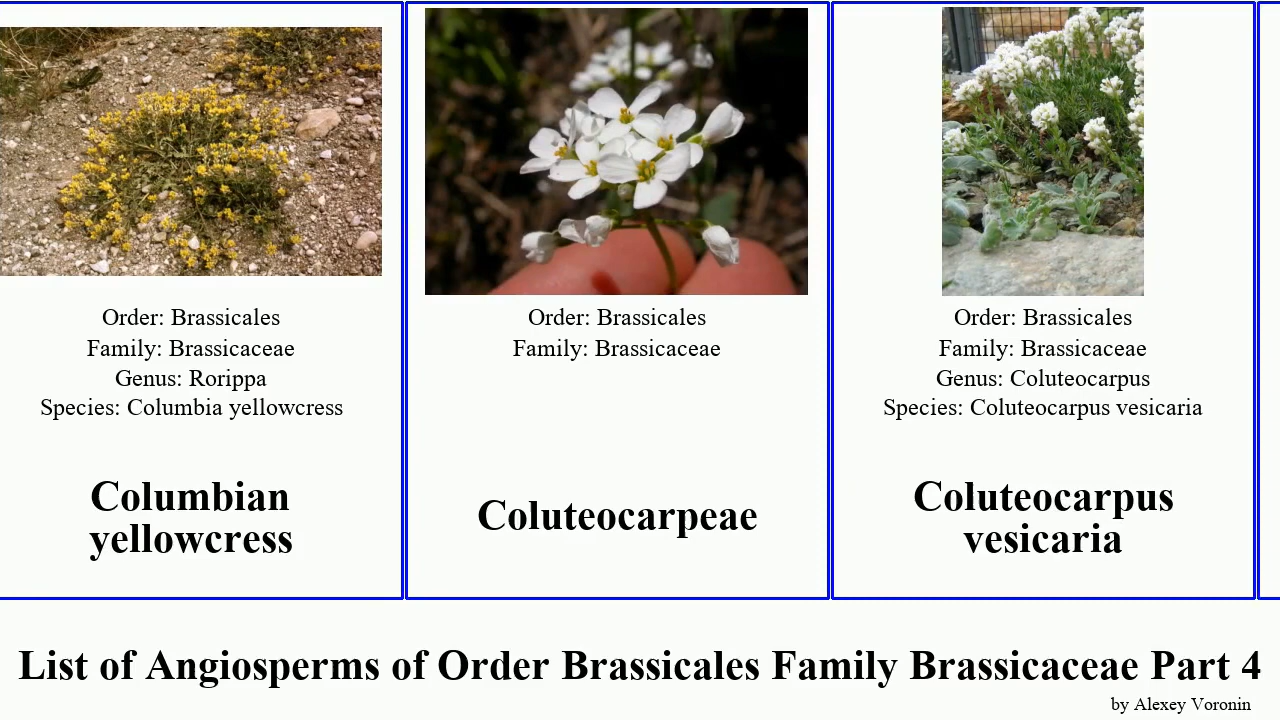 Order: Brassicales
Family: Brassicaceae
Genus: Rorippa
Species: Columbia yellowcress
Columbian
yellowcress
Order: Brassicales
Family: Brassicaceae
Coluteocarpeae
Order: Brassicales
Family: Brassicaceae
Genus: Coluteocarpus
Species: Coluteocarpus vesicaria
Coluteocarpus
vesicaria
List of Angiosperms of Order Brassicales Family Brassicaceae Part 4
by Alexey Voronin